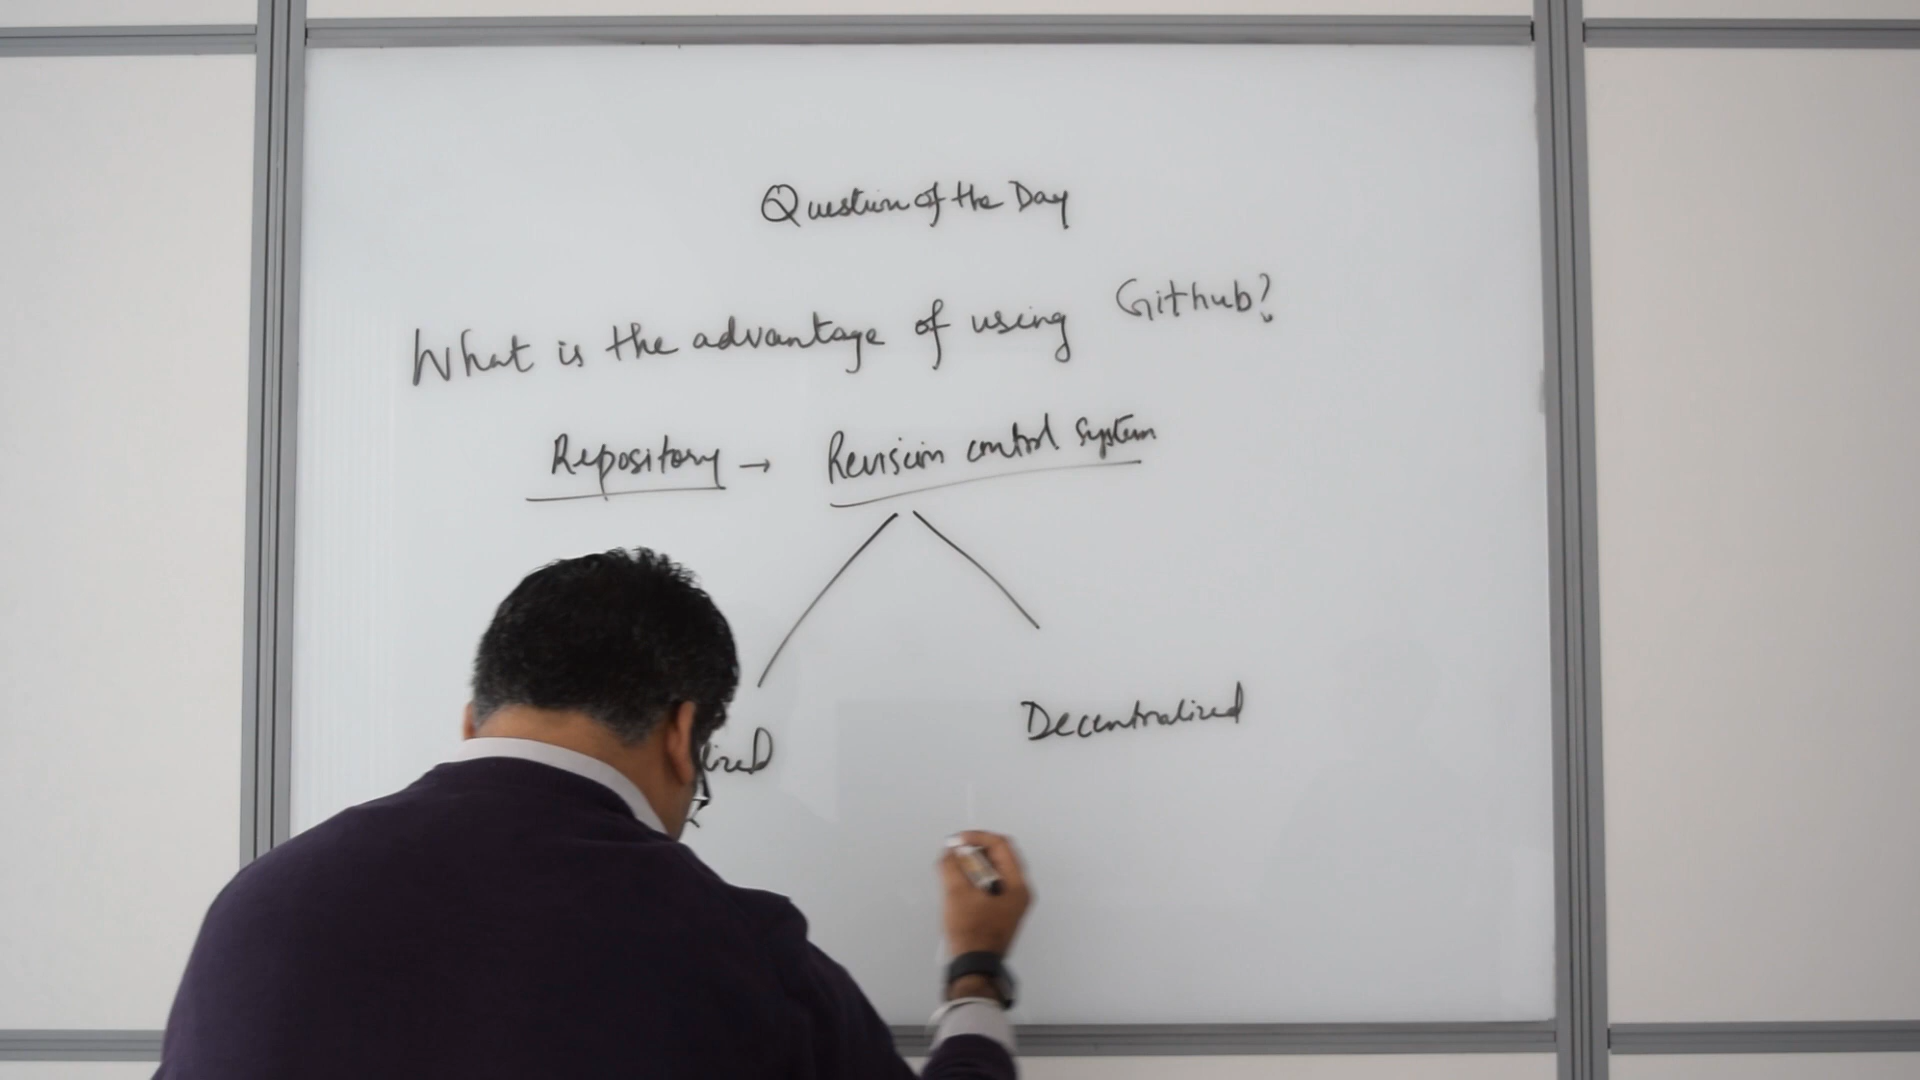 Question of the Day
What is the advantage of using Github?
Repository → Revision control system
Decentralized